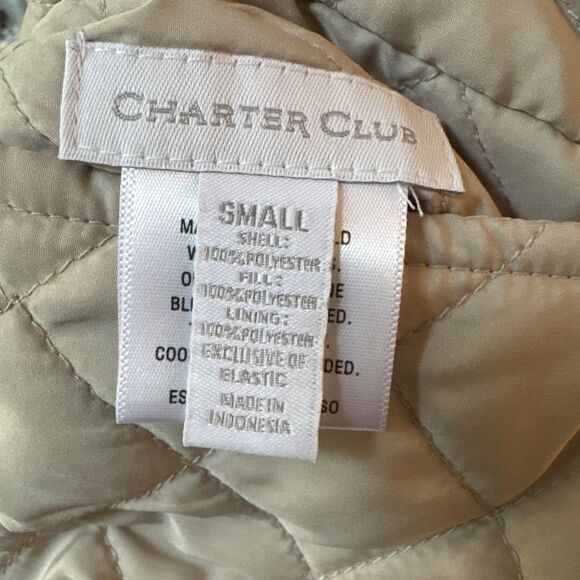 CHARTER CLUB
SMALL
SHELL:
100%POLYESTER
FILL:
100%POLYESTER
LINING:
100%POLYESTER
EXCLUSIVE OF
ELASTIC
MADE IN
INDONESIA